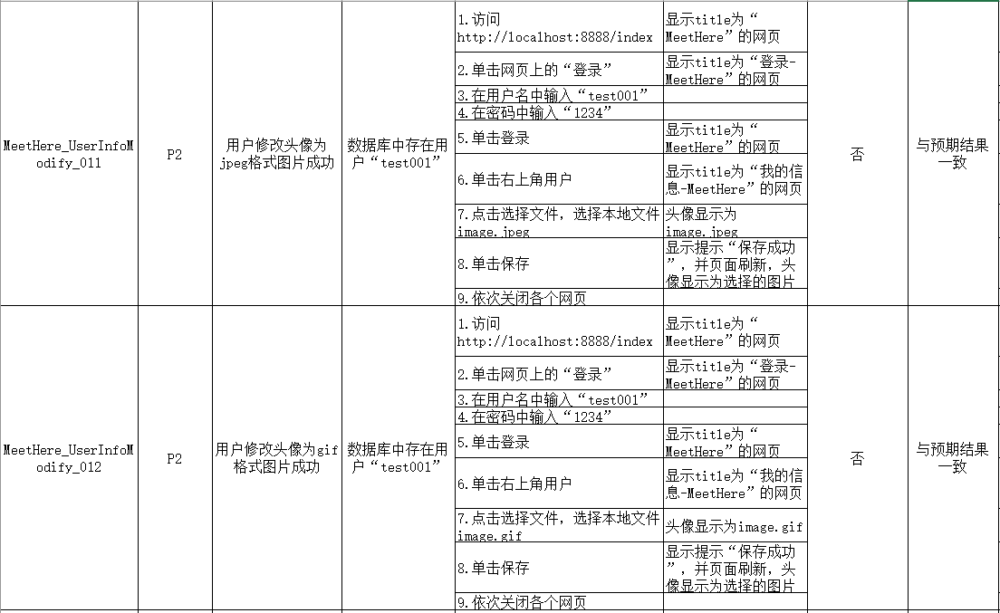 MeetHere_UserInfoM
odify_011
P2
用户修改头像为
jpeg格式图片成功
数据库中存在用
户“test001”
1.访问
http://localhost:8888/index
显示title为“
MeetHere”的网页
2.单击网页上的“登录”
显示title为“登录-
MeetHere”的网页
3.在用户名中输入“test001”
4.在密码中输入“1234”
5.单击登录
显示title为“
MeetHere”的网页
6.单击右上角用户
显示title为“我的信
息-MeetHere”的网页
7.点击选择文件，选择本地文件
image.jpeg
头像显示为
image.jpeg
8.单击保存
显示提示“保存成功
”，并页面刷新，头
像显示为选择的图片
9.依次关闭各个网页
否
与预期结果
一致
MeetHere_UserInfoM
odify_012
P2
用户修改头像为gif
格式图片成功
数据库中存在用
户“test001”
1.访问
http://localhost:8888/index
显示title为“
MeetHere”的网页
2.单击网页上的“登录”
显示title为“登录-
MeetHere”的网页
3.在用户名中输入“test001”
4.在密码中输入“1234”
5.单击登录
显示title为“
MeetHere”的网页
6.单击右上角用户
显示title为“我的信
息-MeetHere”的网页
7.点击选择文件，选择本地文件
image.gif
头像显示为image.gif
8.单击保存
显示提示“保存成功
”，并页面刷新，头
像显示为选择的图片
9.依次关闭各个网页
否
与预期结果
一致